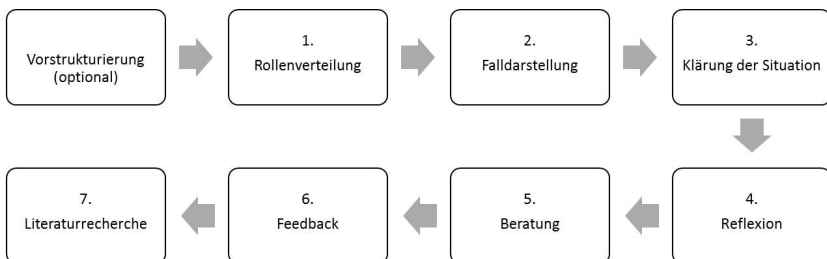 Vorstrukturierung
(optional)
1.
Rollenverteilung
2.
Falldarstellung
3.
Klärung der Situation
4.
Reflexion
5.
Beratung
6.
Feedback
7.
Literaturrecherche